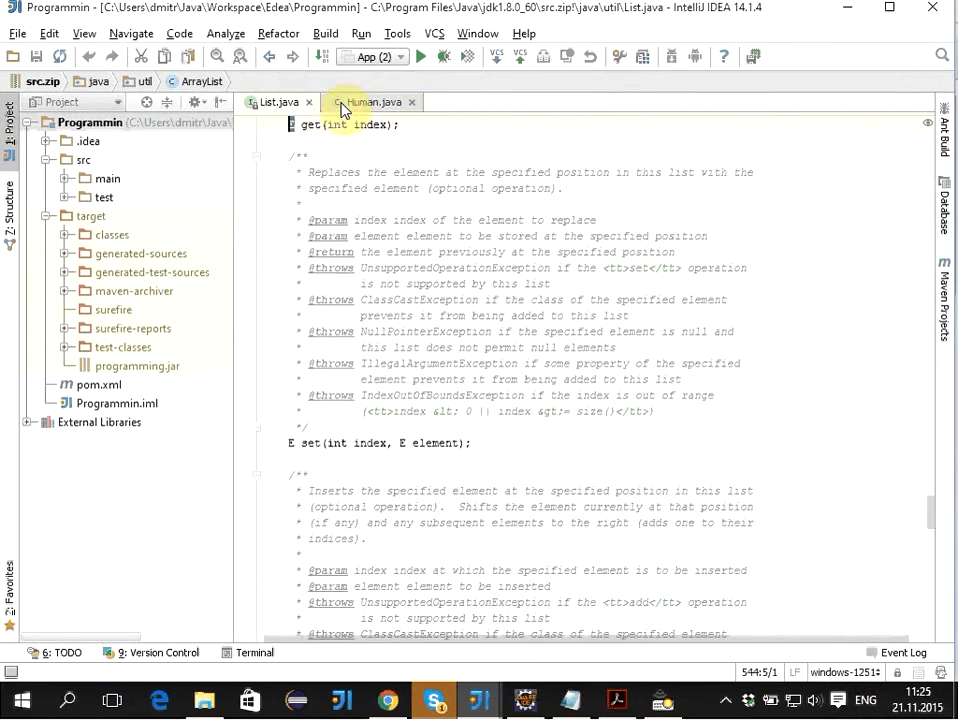 [C:\Users\dmitr\Java\Workspace\Edea\Programmin] - C:\Program Files\Java\jdk1.8.0_60\src.zip!\java\util\List.java - IntelliJ IDEA 14.1.4
File Edit View Navigate Code Analyze Refactor Build Run Tools VCS Window Help
App (2)
src.zip java util ArrayList
Project
List.java
Human.java
Programmin (C:\Users\dmitr\Java\
.idea
src
main
test
target
classes
generated-sources
generated-test-sources
maven-archiver
surefire
surefire-reports
test-classes
programming.jar
pom.xml
Programmin.iml
External Libraries
1: Project
7: Structure
2: Favorites
E get(int index);
/**
* Replaces the element at the specified position in this list with the
* specified element (optional operation).
*
* @param index index of the element to replace
* @param element element to be stored at the specified position
* @return the element previously at the specified position
* @throws UnsupportedOperationException if the <tt>set</tt> operation
* is not supported by this list
* @throws ClassCastException if the class of the specified element
* prevents it from being added to this list
* @throws NullPointerException if the specified element is null and
* this list does not permit null elements
* @throws IllegalArgumentException if some property of the specified
* element prevents it from being added to this list
* @throws IndexOutOfBoundsException if the index is out of range
* (<tt>index &lt; 0 || index &gt;= size()</tt>)
*/
E set(int index, E element);
/**
* Inserts the specified element at the specified position in this list
* (optional operation). Shifts the element currently at that position
* (if any) and any subsequent elements to the right (adds one to their
* indices).
*
* @param index index at which the specified element is to be inserted
* @param element element to be inserted
* @throws UnsupportedOperationException if the <tt>add</tt> operation
* is not supported by this list
* @throws ClassCastException if the class of the specified element
Ant Build
Database
Maven Projects
6: TODO
9: Version Control
Terminal
Event Log
544:5/1 LF windows-1251
ENG
11:25
21.11.2015